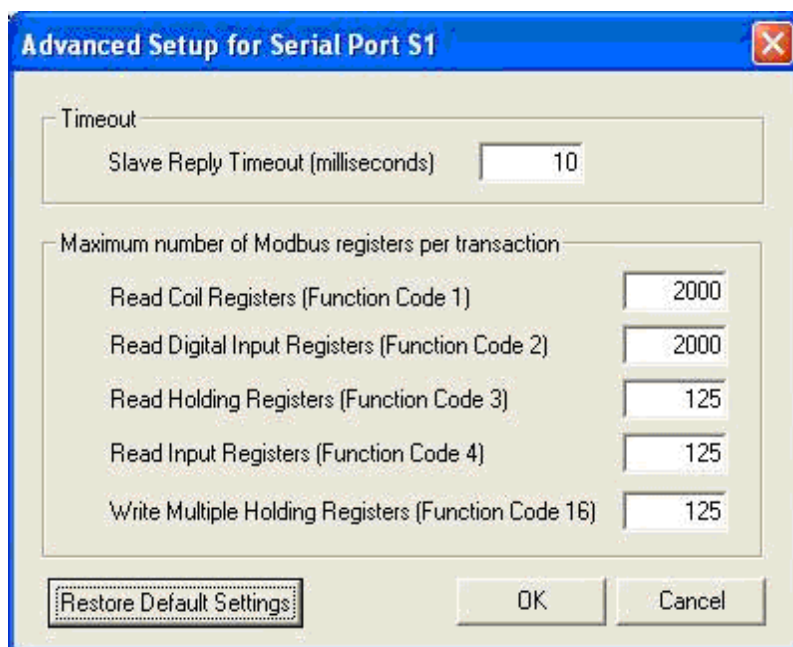 Advanced Setup for Serial Port S1
Timeout
Slave Reply Timeout (milliseconds) 10
Maximum number of Modbus registers per transaction
Read Coil Registers (Function Code 1) 2000
Read Digital Input Registers (Function Code 2) 2000
Read Holding Registers (Function Code 3) 125
Read Input Registers (Function Code 4) 125
Write Multiple Holding Registers (Function Code 16) 125
Restore Default Settings OK Cancel